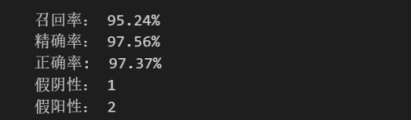 召回率： 95.24%
精确率： 97.56%
正确率： 97.37%
假阴性： 1
假阳性： 2